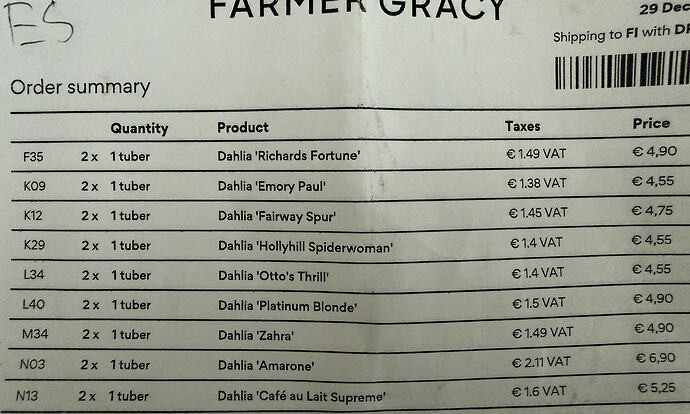 ES
FARMER GRACY
29 Dec
Shipping to FI with
Order summary
Quantity Product Taxes Price
F35 2 x 1 tuber Dahlia 'Richards Fortune' € 1.49 VAT € 4,90
K09 2 x 1 tuber Dahlia 'Emory Paul' € 1.38 VAT € 4,55
K12 2 x 1 tuber Dahlia 'Fairway Spur' € 1.45 VAT € 4,75
K29 2 x 1 tuber Dahlia 'Hollyhill Spiderwoman' € 1.4 VAT € 4,55
L34 2 x 1 tuber Dahlia 'Otto's Thrill' € 1.4 VAT € 4,55
L40 2 x 1 tuber Dahlia 'Platinum Blonde' € 1.5 VAT € 4,90
M34 2 x 1 tuber Dahlia 'Zahra' € 1.49 VAT € 4,90
N03 2 x 1 tuber Dahlia 'Amarone' € 2.11 VAT € 6,90
N13 2 x 1 tuber Dahlia 'Café au Lait Supreme' € 1.6 VAT € 5,25